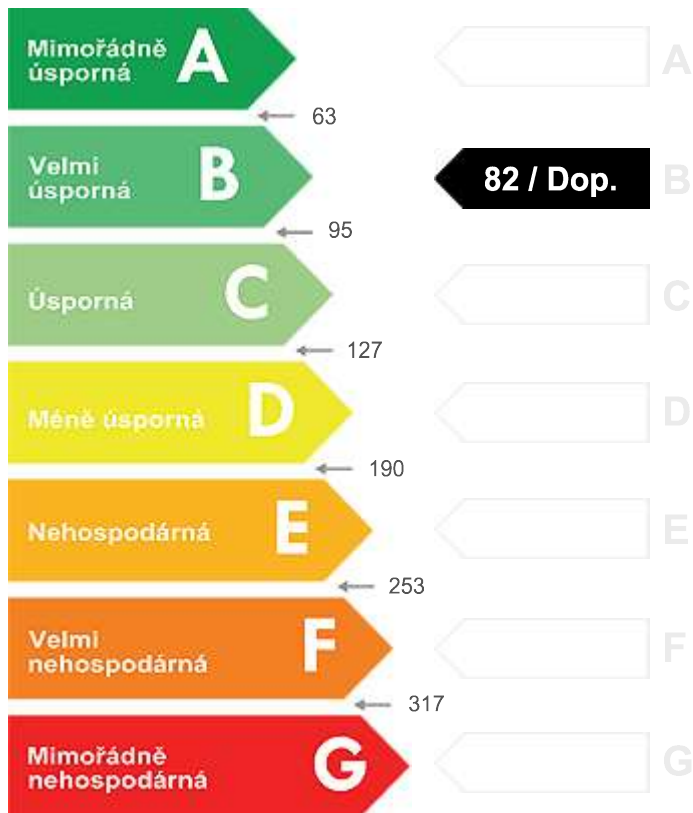 Mimořádně
úsporná
A
A
63
Velmi
úsporná
B
82 / Dop.
B
95
Úsporná
C
C
127
Méně úsporná
D
D
190
Nehospodárná
E
E
253
Velmi
nehospodárná
F
F
317
Mimořádně
nehospodárná
G
G